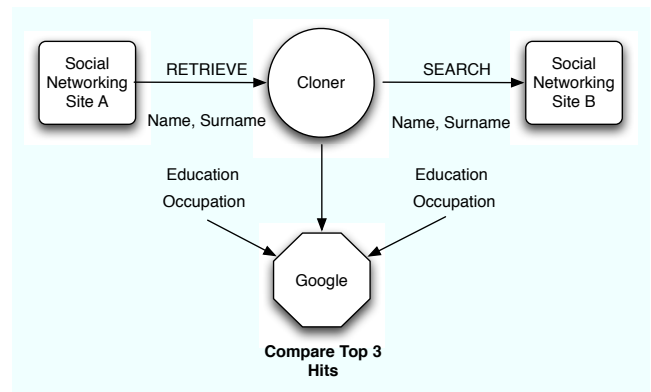 Social
Networking
Site A
RETRIEVE
Name, Surname
Cloner
SEARCH
Name, Surname
Social
Networking
Site B
Education
Occupation
Education
Occupation
Google
Compare Top 3
Hits